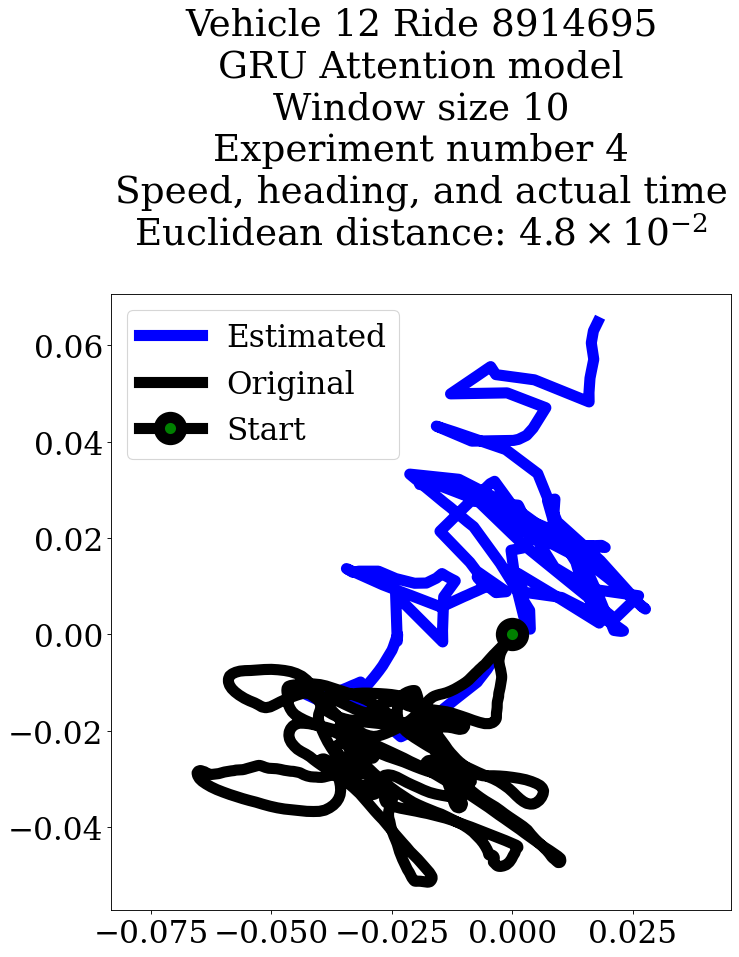 Vehicle 12 Ride 8914695
GRU Attention model
Window size 10
Experiment number 4
Speed, heading, and actual time
Euclidean distance: 4.8 × 10⁻²
Estimated
Original
Start
0.06
0.04
0.02
0.00
−0.02
−0.04
−0.075 −0.050 −0.025 0.000 0.025